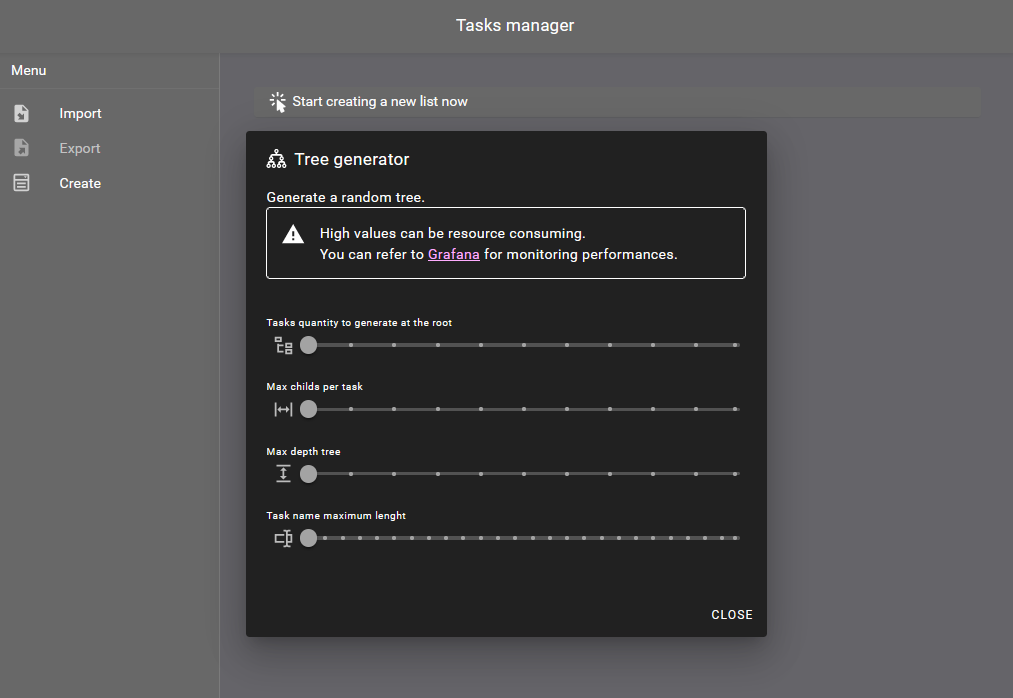 Tasks manager
Menu
Import
Export
Create
Start creating a new list now
Tree generator
Generate a random tree.
High values can be resource consuming.
You can refer to Grafana for monitoring performances.
Tasks quantity to generate at the root
Max childs per task
Max depth tree
Task name maximum lenght
CLOSE